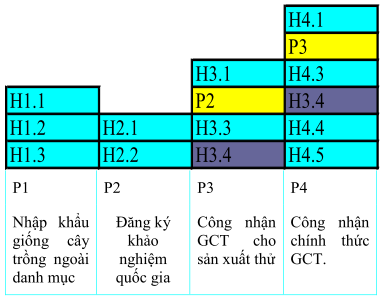 H4.1
P3
H3.1 H4.3
H1.1 P2 H3.4
H1.2 H2.1 H3.3 H4.4
H1.3 H2.2 H3.4 H4.5
P1
Nhập khẩu
giống cây
trồng ngoài
danh mục
P2
Đăng ký
khảo
nghiệm
quốc gia
P3
Công nhận
GCT cho
sản xuất thử
P4
Công nhận
chính thức
GCT.